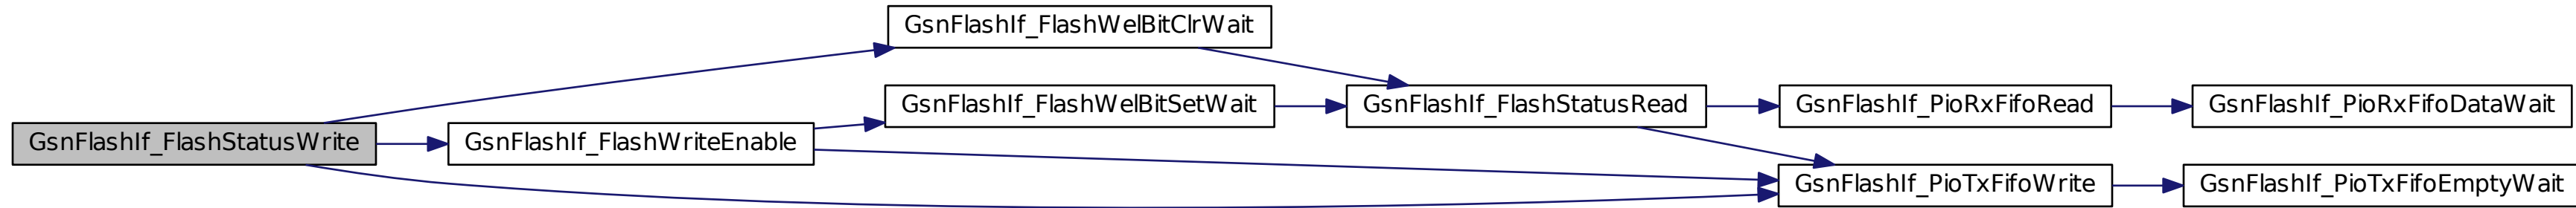 GsnFlashIf_FlashWelBitClrWait
GsnFlashIf_FlashWelBitSetWait
GsnFlashIf_FlashStatusRead
GsnFlashIf_PioRxFifoRead
GsnFlashIf_PioRxFifoDataWait
GsnFlashIf_FlashStatusWrite
GsnFlashIf_FlashWriteEnable
GsnFlashIf_PioTxFifoWrite
GsnFlashIf_PioTxFifoEmptyWait